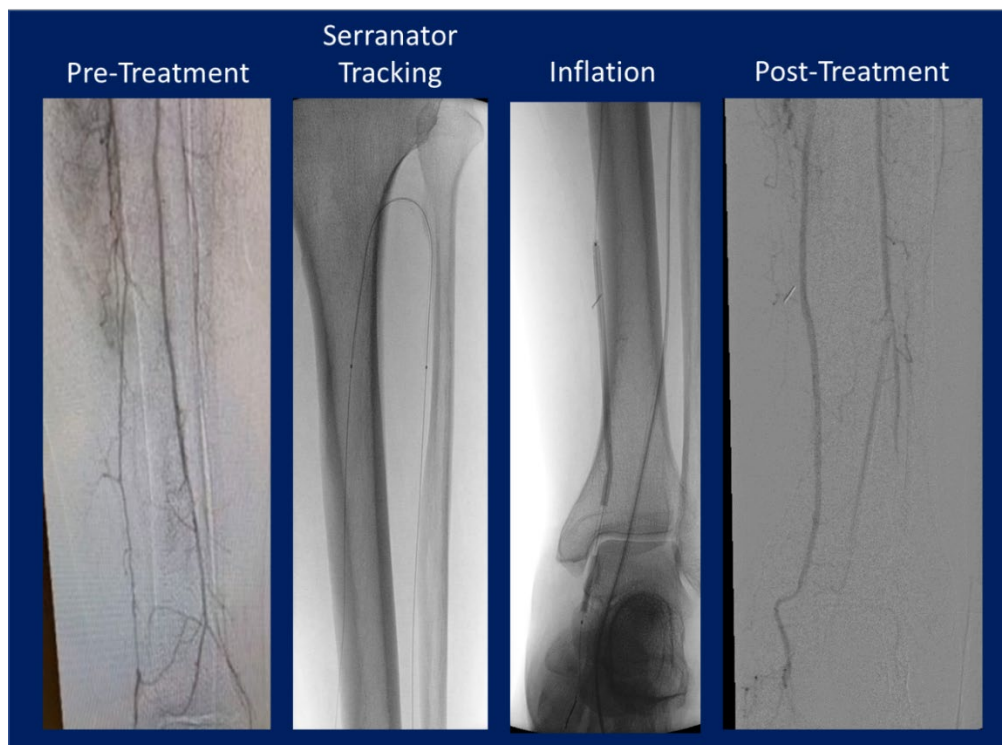 Pre-Treatment
Serranator
Tracking
Inflation
Post-Treatment